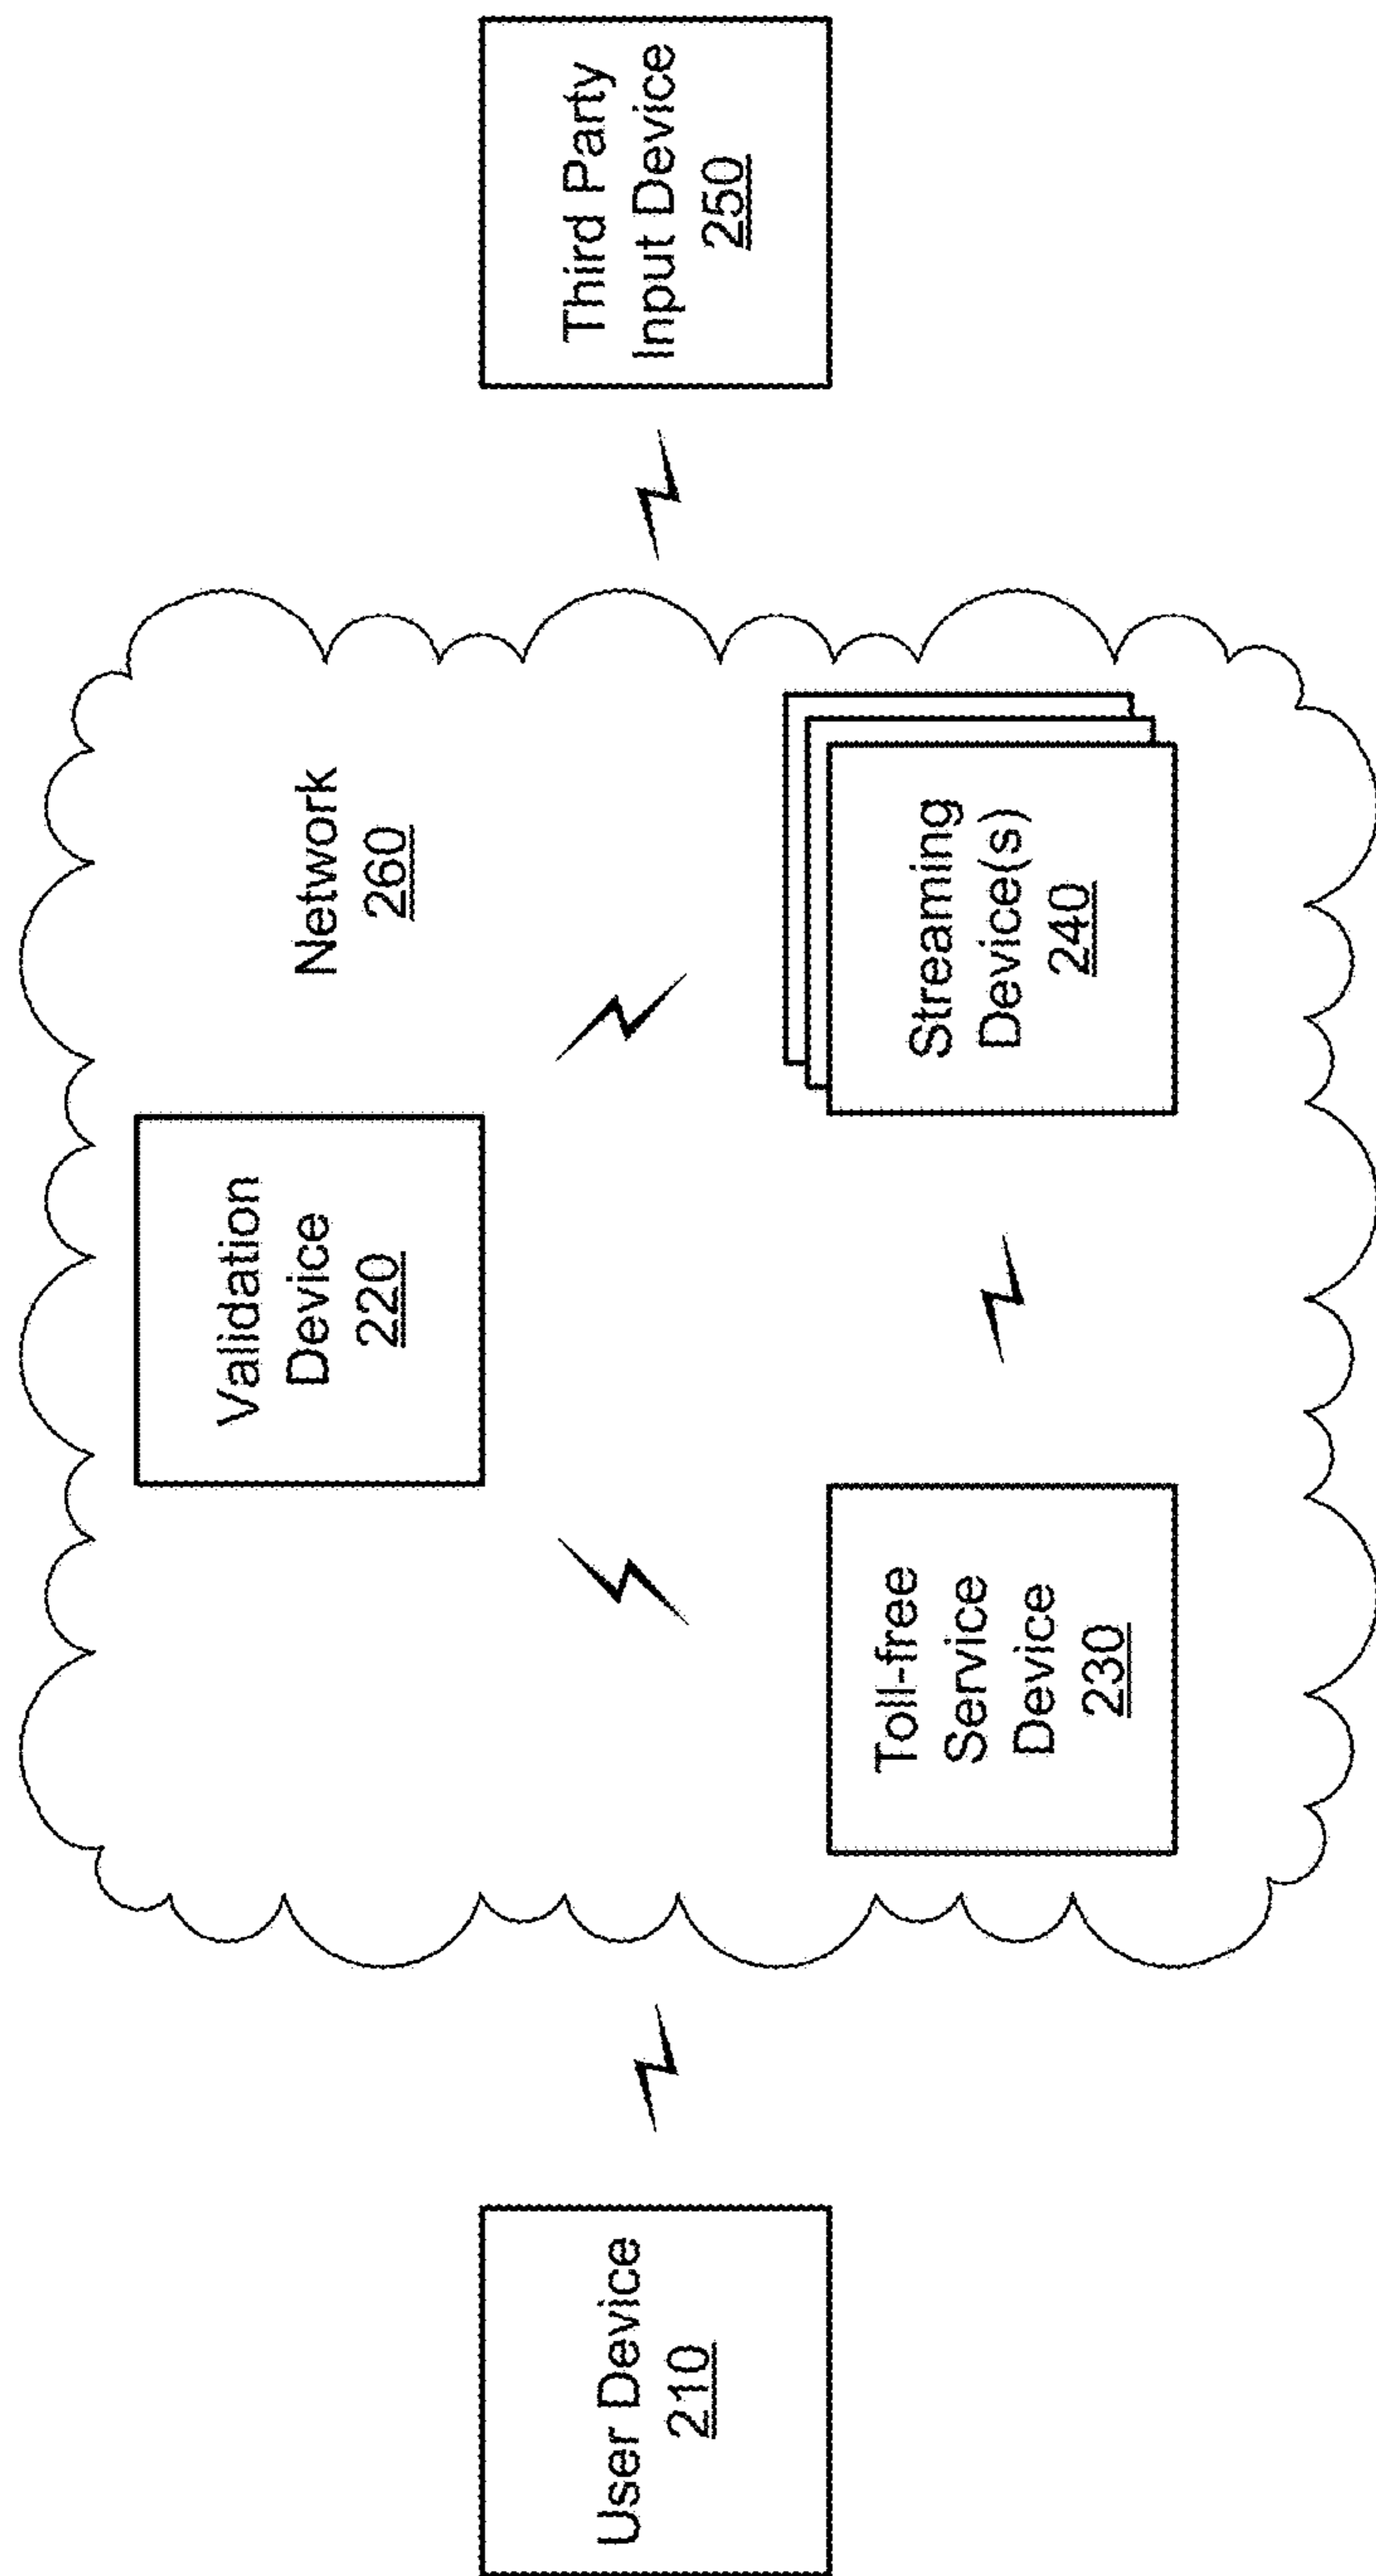 User Device
210
Validation
Device
220
Network
260
Toll-free
Service
Device
230
Streaming
Device(s)
240
Third Party
Input Device
250